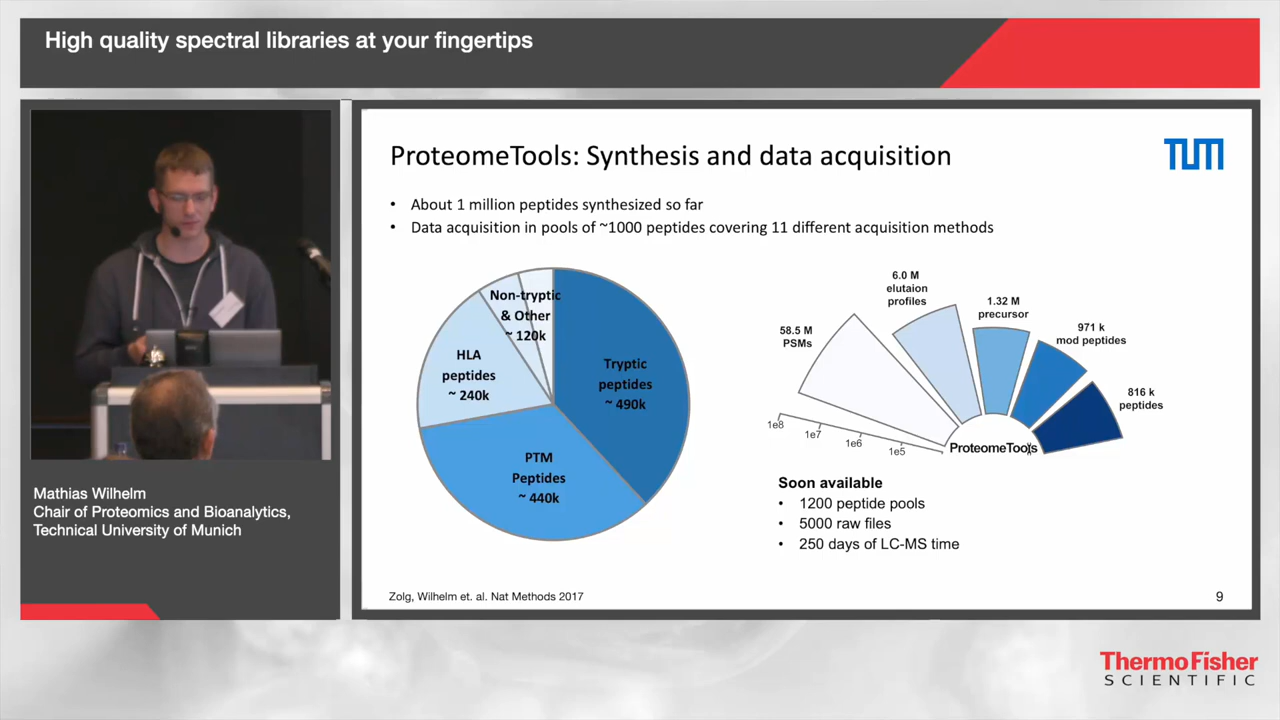 High quality spectral libraries at your fingertips
ProteomeTools: Synthesis and data acquisition
TUM
• About 1 million peptides synthesized so far
• Data acquisition in pools of ~1000 peptides covering 11 different acquisition methods
Non-tryptic
& Other
~ 120k
HLA
peptides
~ 240k
Tryptic
peptides
~ 490k
PTM
Peptides
~ 440k
58.5 M
PSMs
6.0 M
elutaion
profiles
1.32 M
precursor
971 k
mod peptides
816 k
peptides
1e8
1e7
1e6
1e5
ProteomeTools
Soon available
• 1200 peptide pools
• 5000 raw files
• 250 days of LC-MS time
Zolg, Wilhelm et. al. Nat Methods 2017
9
Mathias Wilhelm
Chair of Proteomics and Bioanalytics,
Technical University of Munich
ThermoFisher
SCIENTIFIC